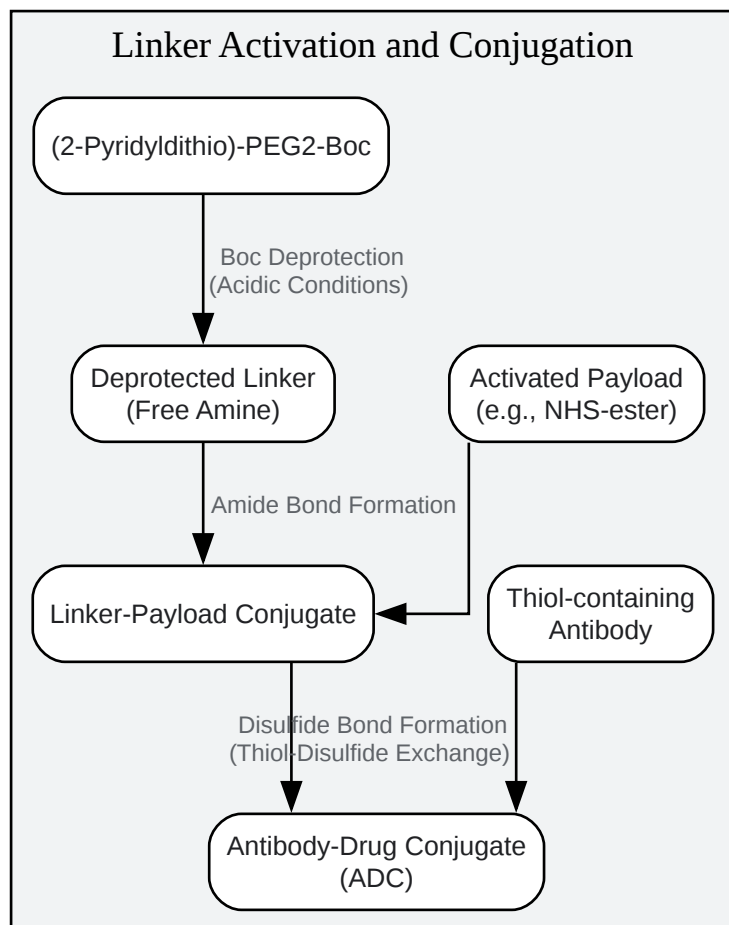 Linker Activation and Conjugation
(2-Pyridyldithio)-PEG2-Boc
Boc Deprotection
(Acidic Conditions)
Deprotected Linker
(Free Amine)
Activated Payload
(e.g., NHS-ester)
Amide Bond Formation
Linker-Payload Conjugate
Thiol-containing
Antibody
Disulfide Bond Formation
(Thiol-Disulfide Exchange)
Antibody-Drug Conjugate
(ADC)